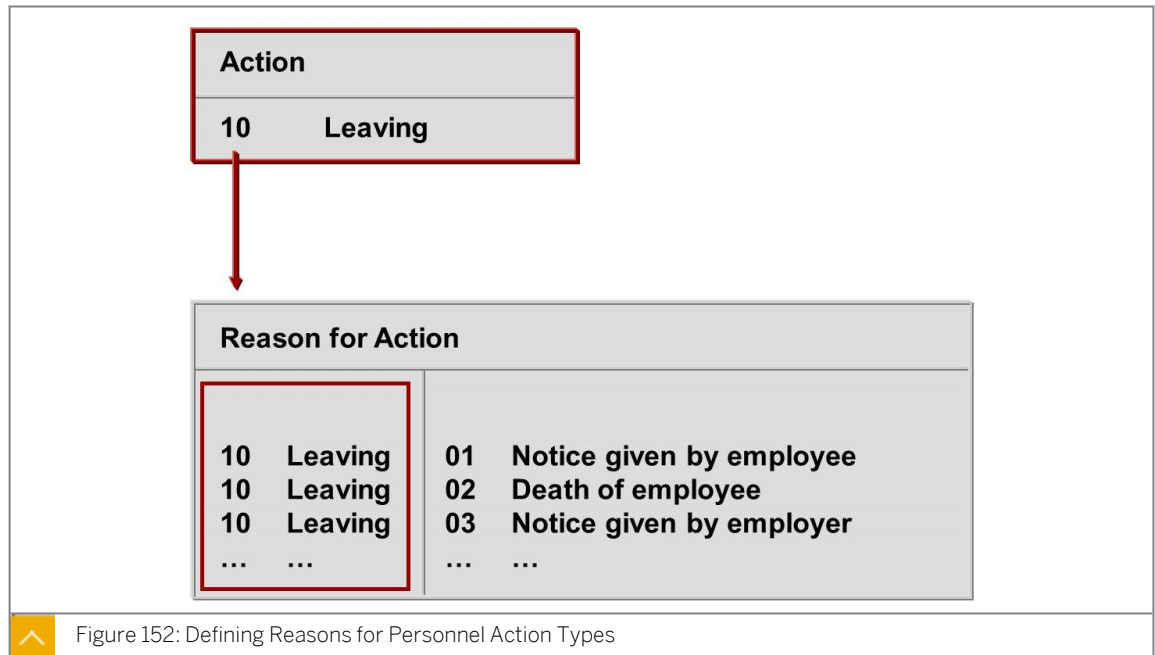 Action
10 Leaving
Reason for Action
10 Leaving 01 Notice given by employee
10 Leaving 02 Death of employee
10 Leaving 03 Notice given by employer
... ... ... ...
Figure 152: Defining Reasons for Personnel Action Types